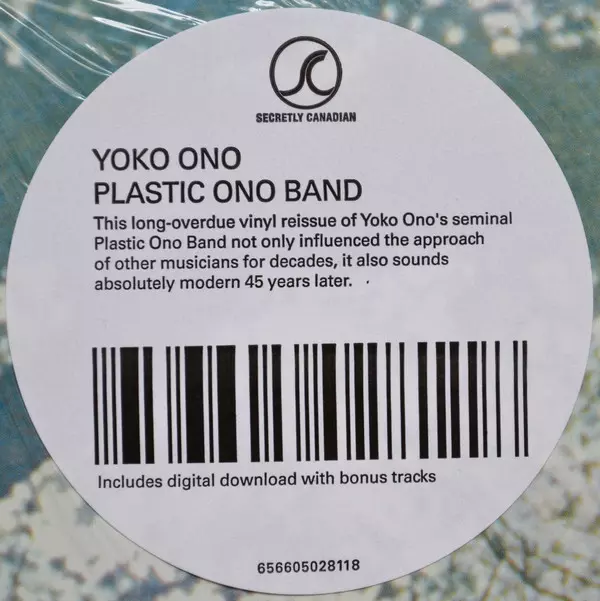 SECRETLY CANADIAN
YOKO ONO
PLASTIC ONO BAND
This long-overdue vinyl reissue of Yoko Ono's seminal
Plastic Ono Band not only influenced the approach
of other musicians for decades, it also sounds
absolutely modern 45 years later.
Includes digital download with bonus tracks
656605028118